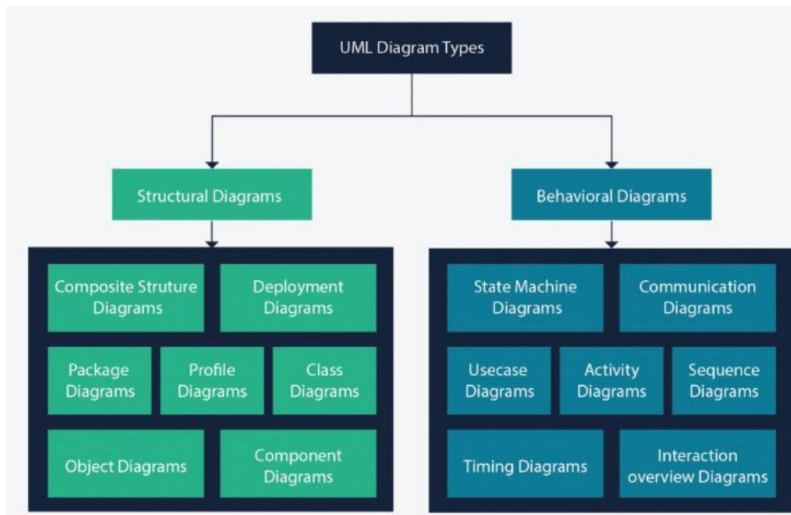 UML Diagram Types
Structural Diagrams
Behavioral Diagrams
Composite Struture
Diagrams
Deployment
Diagrams
Package
Diagrams
Profile
Diagrams
Class
Diagrams
Object Diagrams
Component
Diagrams
State Machine
Diagrams
Communication
Diagrams
Usecase
Diagrams
Activity
Diagrams
Sequence
Diagrams
Timing Diagrams
Interaction
overview Diagrams